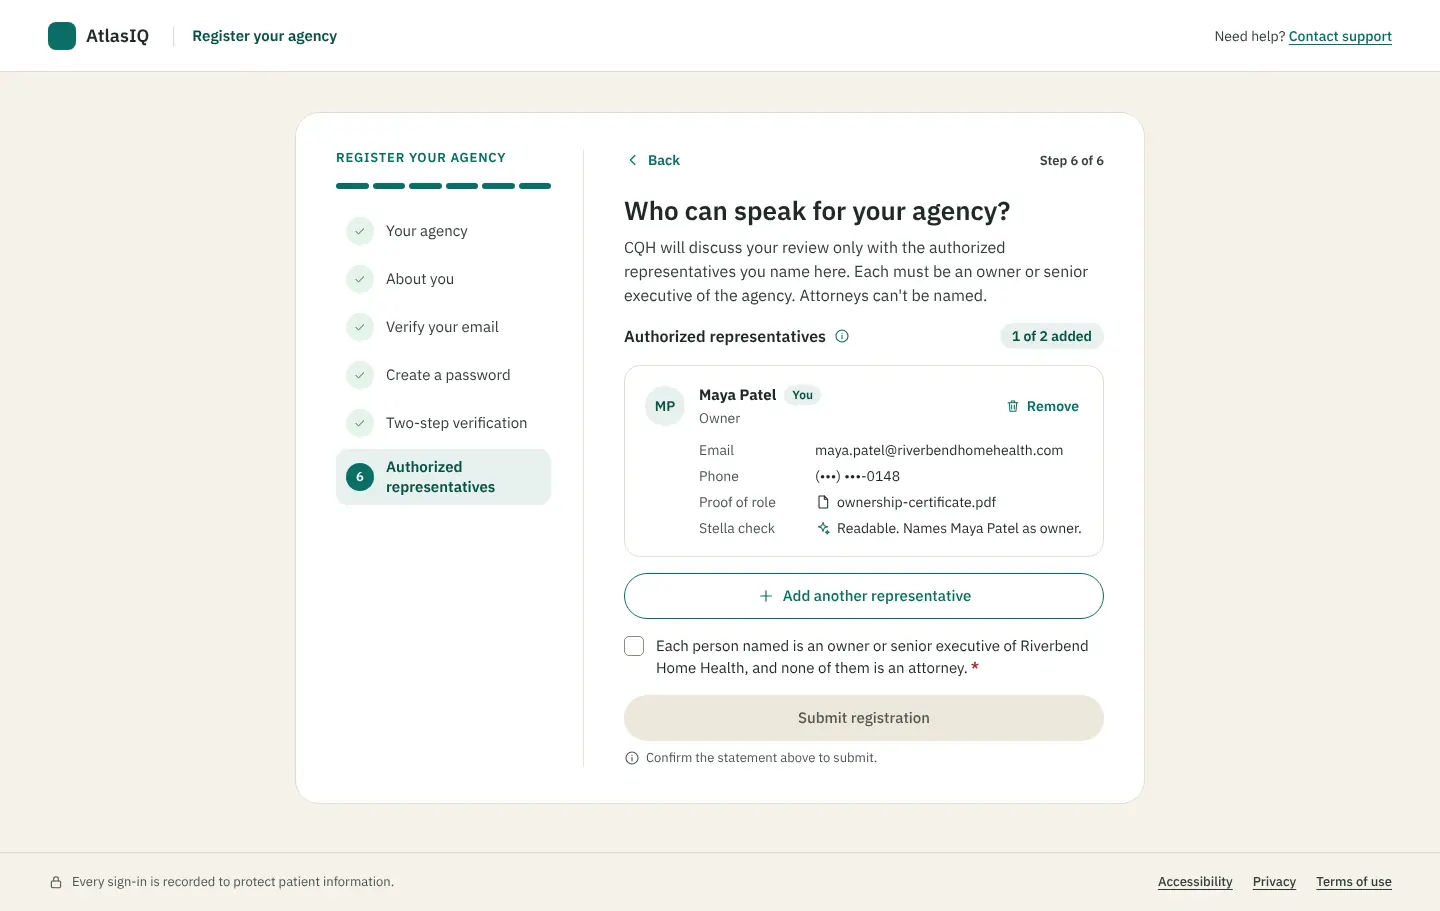 AtlasIQ
Register your agency
Need help? Contact support
REGISTER YOUR AGENCY
Your agency
About you
Verify your email
Create a password
Two-step verification
6
Authorized
representatives
Back
Step 6 of 6
Who can speak for your agency?
CQH will discuss your review only with the authorized
representatives you name here. Each must be an owner or senior
executive of the agency. Attorneys can't be named.
Authorized representatives
1 of 2 added
MP
Maya Patel You
Owner
Remove
Email maya.patel@riverbendhomehealth.com
Phone (•••) •••-0148
Proof of role ownership-certificate.pdf
Stella check Readable. Names Maya Patel as owner.
Add another representative
Each person named is an owner or senior executive of Riverbend
Home Health, and none of them is an attorney. *
Submit registration
Confirm the statement above to submit.
Every sign-in is recorded to protect patient information.
Accessibility Privacy Terms of use